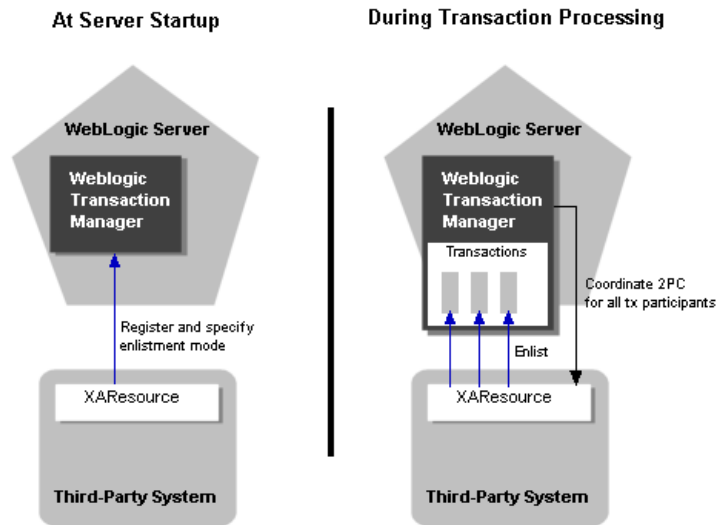 At Server Startup
WebLogic Server
Weblogic
Transaction
Manager
Register and specify
enlistment mode
XAResource
Third-Party System
During Transaction Processing
WebLogic Server
Weblogic
Transaction
Manager
Transactions
Coordinate 2PC
for all tx participants
Enlist
XAResource
Third-Party System